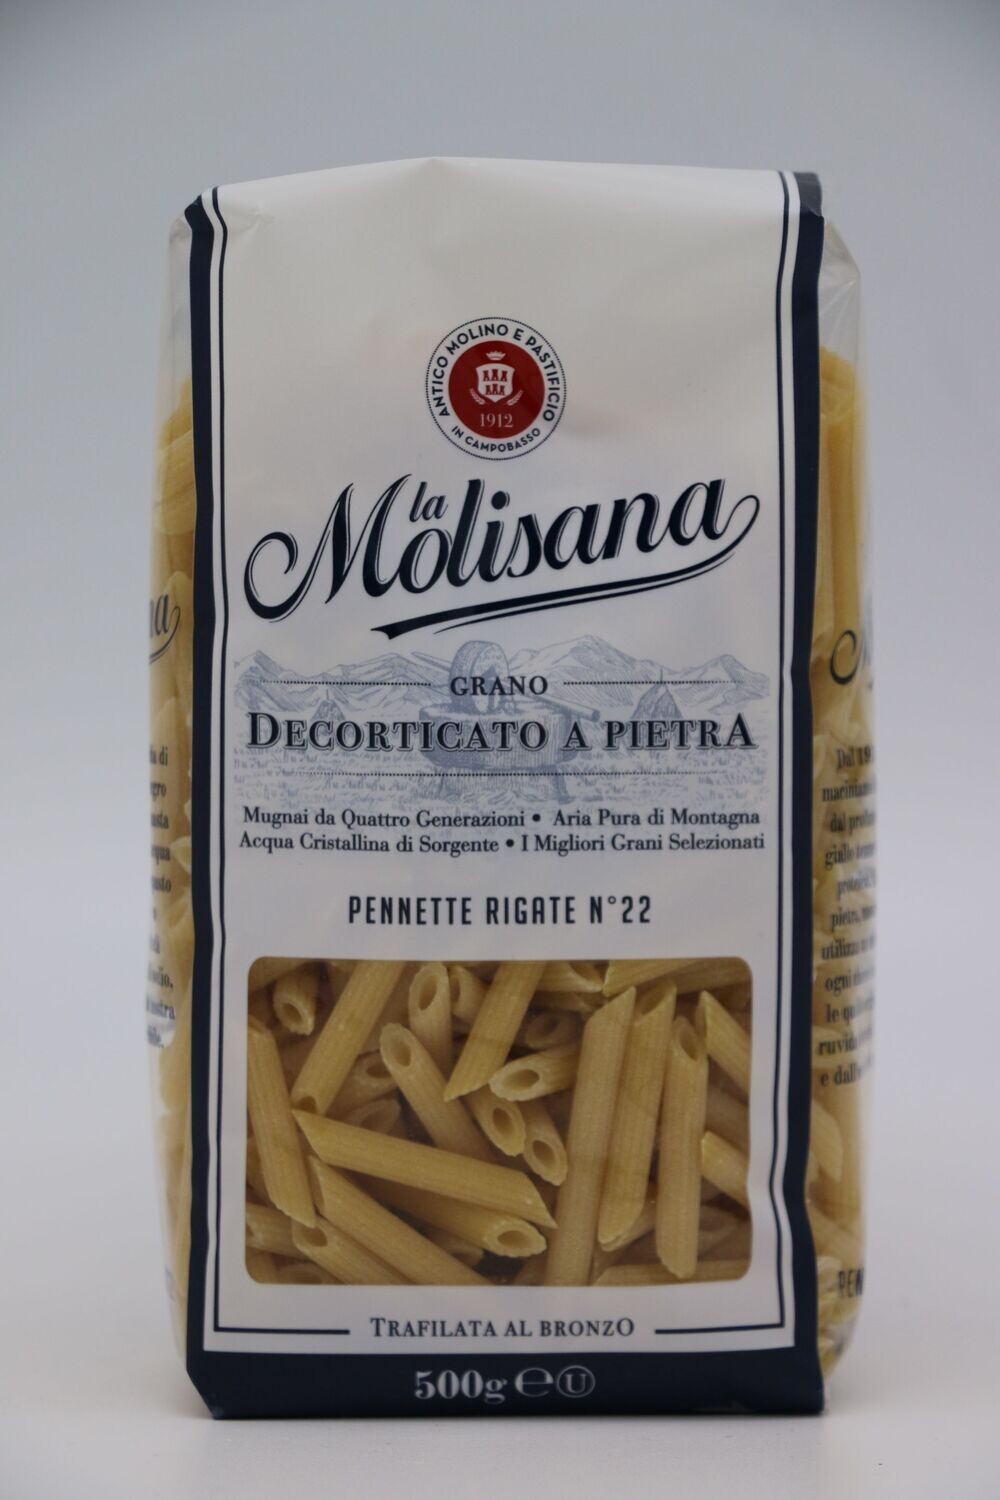 ANTICO MOLINO E PASTIFICIO
1912
IN CAMPOBASSO
la
Molisana
GRANO
DECORTICATO A PIETRA
Mugnai da Quattro Generazioni • Aria Pura di Montagna
Acqua Cristallina di Sorgente • I Migliori Grani Selezionati
PENNETTE RIGATE N°22
TRAFILATA AL BRONZO
500g ℮ U